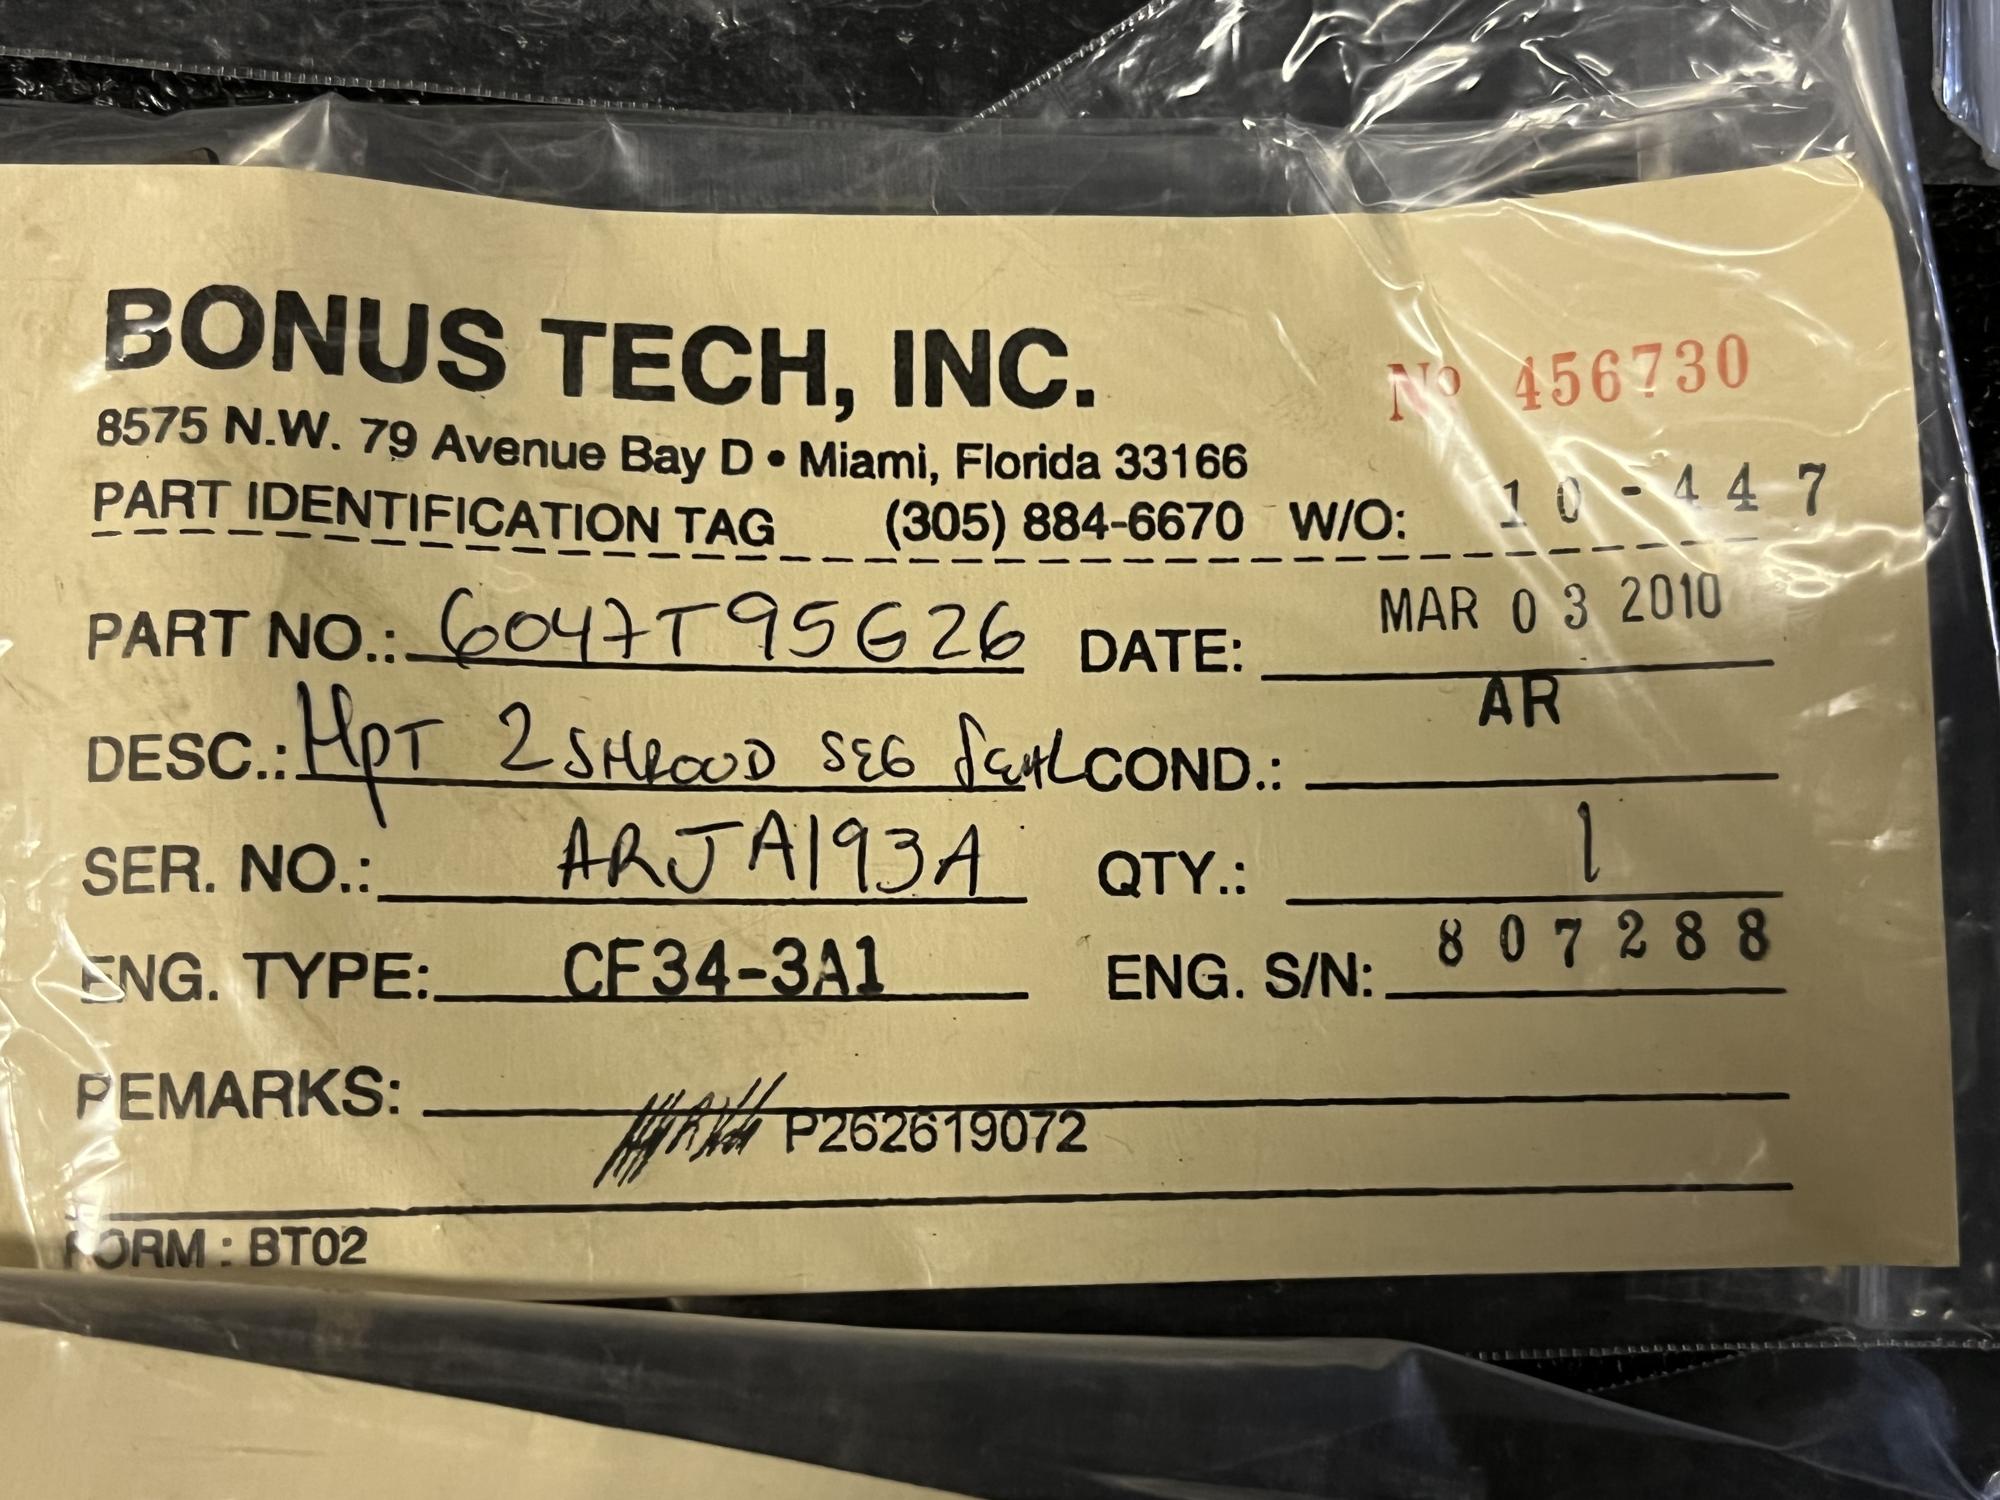 BONUS TECH, INC.
Nº 456730
8575 N.W. 79 Avenue Bay D • Miami, Florida 33166
PART IDENTIFICATION TAG (305) 884-6670 W/O: 10-447
PART NO.: 6047T95G26 DATE: MAR 03 2010
DESC.: HpT 2 SHROUD SEG SEAL COND.: AR
SER. NO.: ARJA193A QTY.: 1
ENG. TYPE: CF34-3A1 ENG. S/N: 807288
REMARKS:
P262619072
FORM : BT02